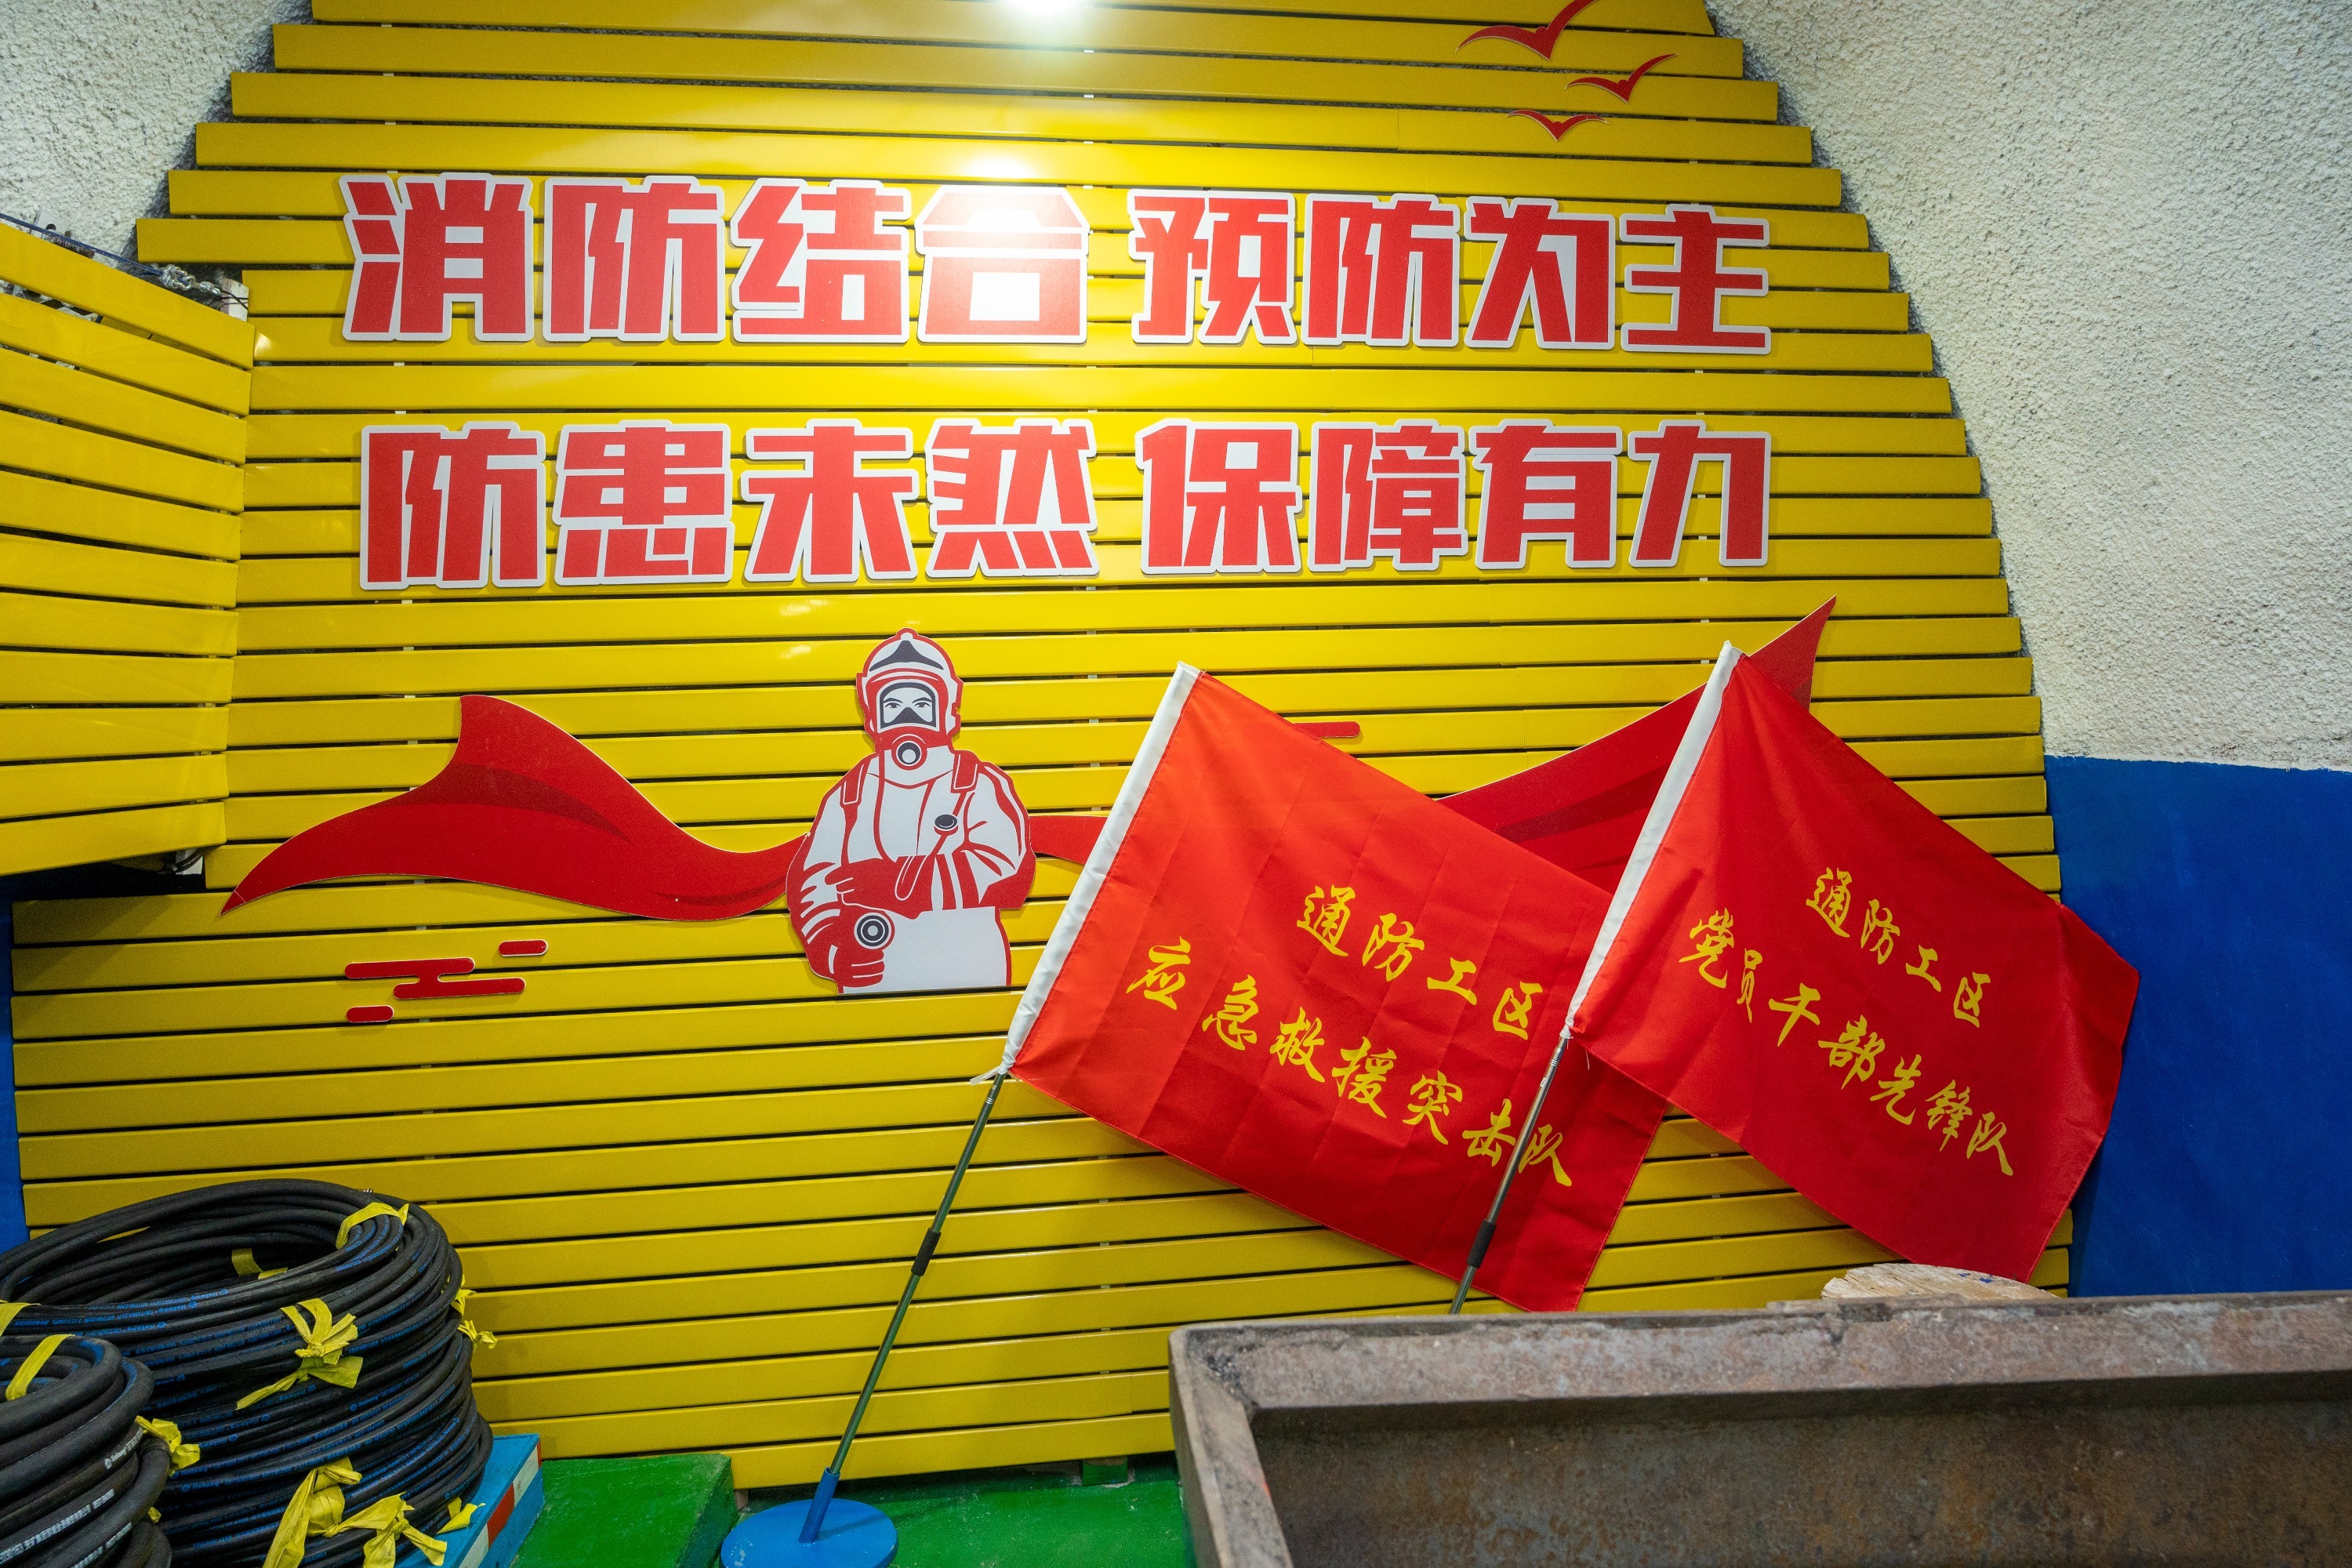 消防结合 预防为主
防患未然 保障有力
通防工区
应急救援突击队
通防工区
党员干部先锋队